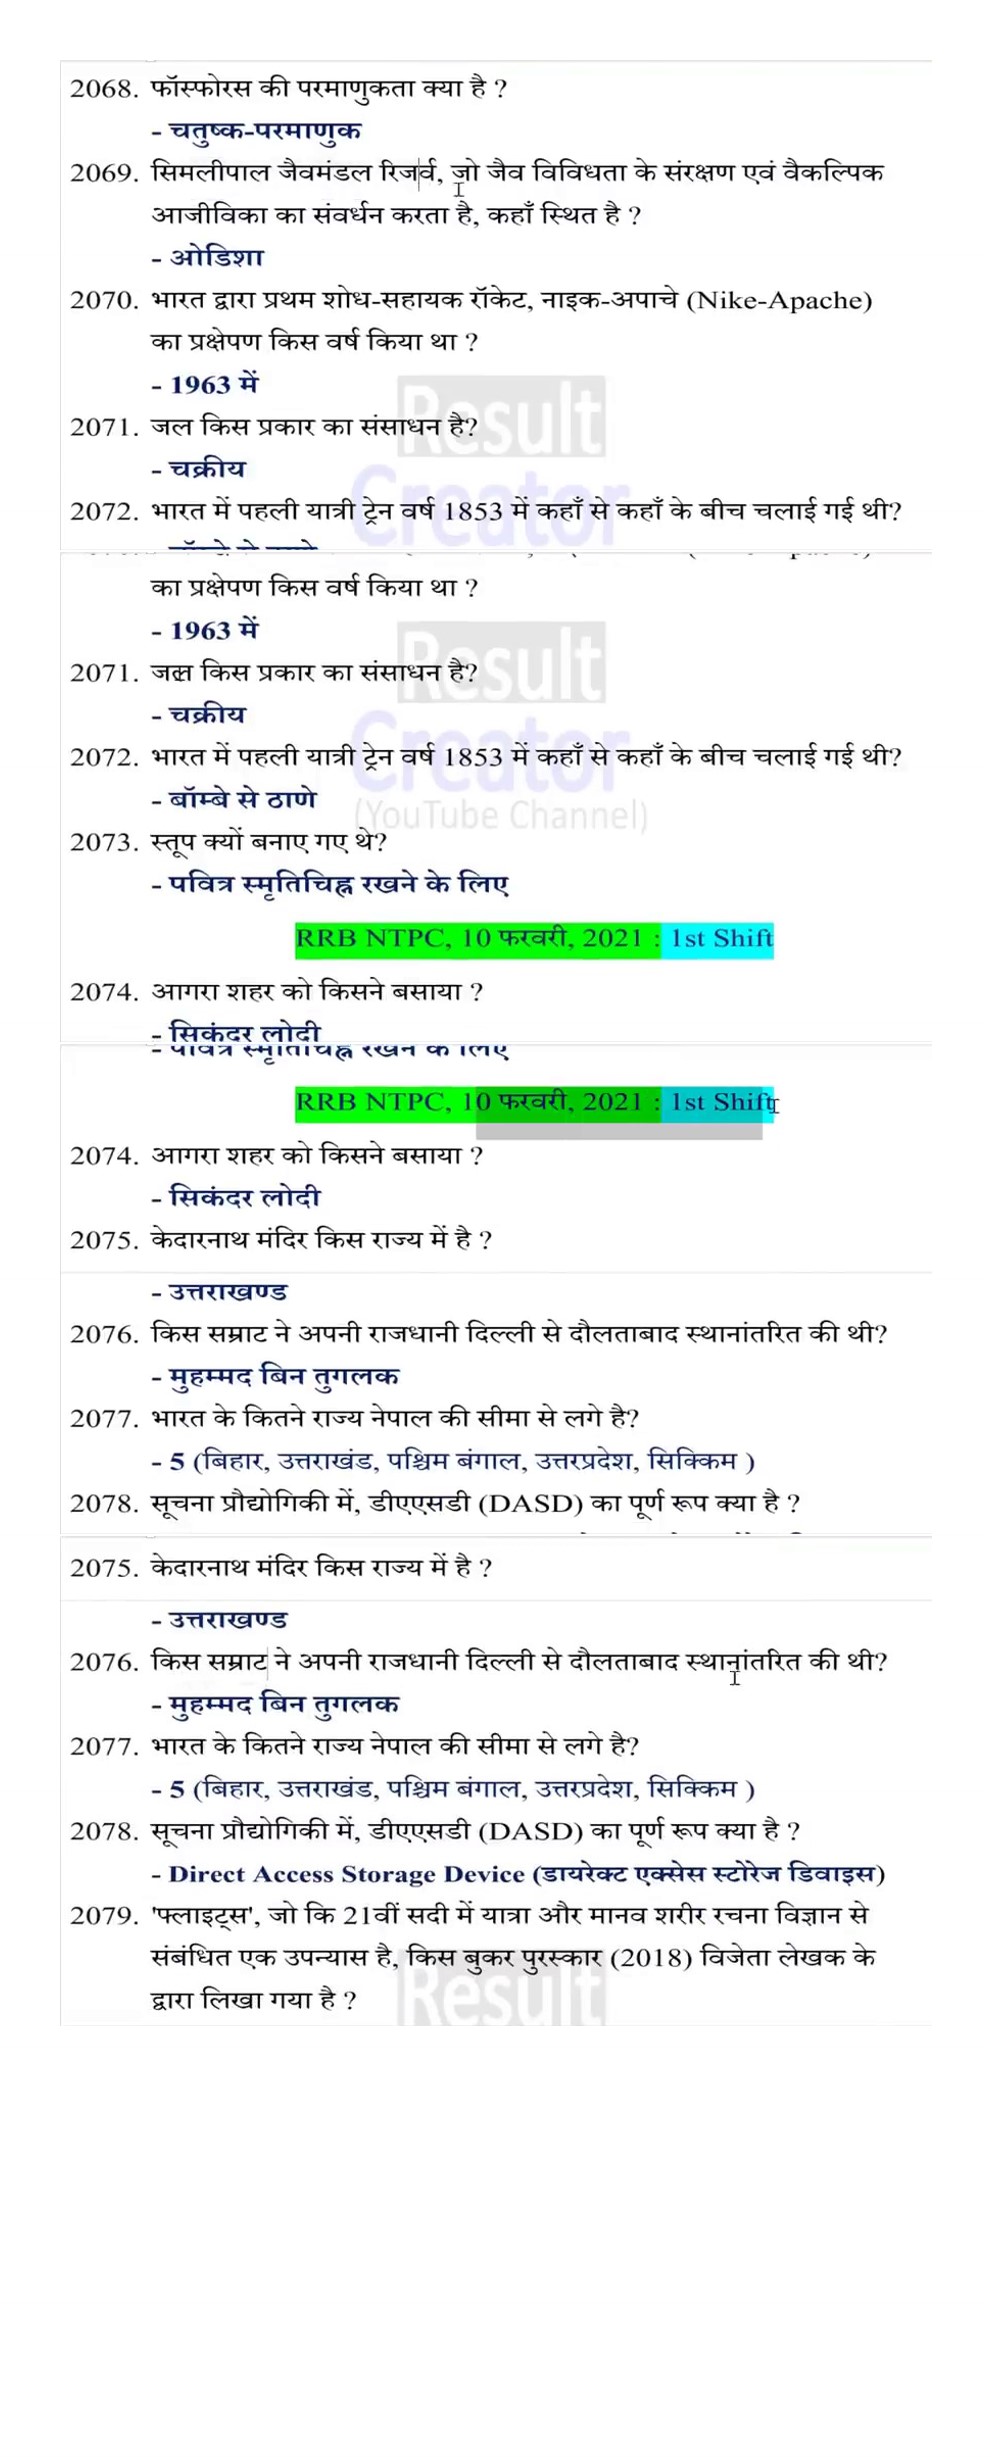 2068. फॉस्फोरस की परमाणुकता क्या है ?
- चतुष्क-परमाणुक
2069. सिमलीपाल जैवमंडल रिजर्व, जो जैव विविधता के संरक्षण एवं वैकल्पिक
आजीविका का संवर्धन करता है, कहाँ स्थित है ?
- ओडिशा
2070. भारत द्वारा प्रथम शोध-सहायक रॉकेट, नाइक-अपाचे (Nike-Apache)
का प्रक्षेपण किस वर्ष किया था ?
- 1963 में
Result
2071. जल किस प्रकार का संसाधन है?
- चक्रीय
Creator
2072. भारत में पहली यात्री ट्रेन वर्ष 1853 में कहाँ से कहाँ के बीच चलाई गई थी?
का प्रक्षेपण किस वर्ष किया था ?
- 1963 में
Result
2071. जल किस प्रकार का संसाधन है?
- चक्रीय
Creator
2072. भारत में पहली यात्री ट्रेन वर्ष 1853 में कहाँ से कहाँ के बीच चलाई गई थी?
- बॉम्बे से ठाणे
(YouTube Channel)
2073. स्तूप क्यों बनाए गए थे?
- पवित्र स्मृतिचिह्न रखने के लिए
RRB NTPC, 10 फरवरी, 2021 : 1st Shift
2074. आगरा शहर को किसने बसाया ?
- सिकंदर लोदी
- पवित्र स्मृतिचिह्न रखने के लिए
RRB NTPC, 10 फरवरी, 2021 : 1st Shift
2074. आगरा शहर को किसने बसाया ?
- सिकंदर लोदी
2075. केदारनाथ मंदिर किस राज्य में है ?
- उत्तराखण्ड
2076. किस सम्राट ने अपनी राजधानी दिल्ली से दौलताबाद स्थानांतरित की थी?
- मुहम्मद बिन तुगलक
2077. भारत के कितने राज्य नेपाल की सीमा से लगे है?
- 5 (बिहार, उत्तराखंड, पश्चिम बंगाल, उत्तरप्रदेश, सिक्किम )
2078. सूचना प्रौद्योगिकी में, डीएएसडी (DASD) का पूर्ण रूप क्या है ?
2075. केदारनाथ मंदिर किस राज्य में है ?
- उत्तराखण्ड
2076. किस सम्राट ने अपनी राजधानी दिल्ली से दौलताबाद स्थानांतरित की थी?
- मुहम्मद बिन तुगलक
2077. भारत के कितने राज्य नेपाल की सीमा से लगे है?
- 5 (बिहार, उत्तराखंड, पश्चिम बंगाल, उत्तरप्रदेश, सिक्किम )
2078. सूचना प्रौद्योगिकी में, डीएएसडी (DASD) का पूर्ण रूप क्या है ?
- Direct Access Storage Device (डायरेक्ट एक्सेस स्टोरेज डिवाइस)
2079. 'फ्लाइट्स', जो कि 21वीं सदी में यात्रा और मानव शरीर रचना विज्ञान से
संबंधित एक उपन्यास है, किस बुकर पुरस्कार (2018) विजेता लेखक के
द्वारा लिखा गया है ?
Result